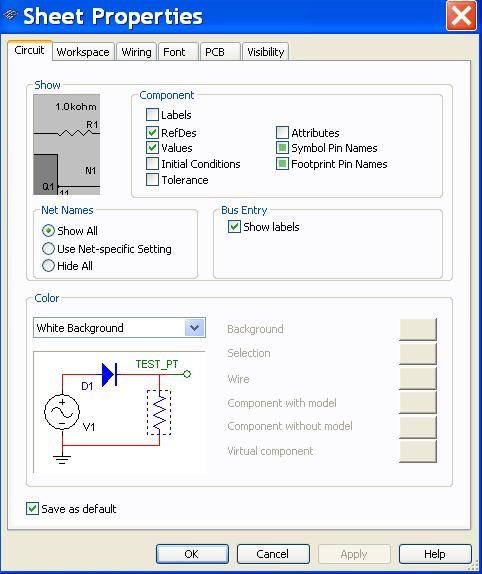 Sheet Properties
Circuit Workspace Wiring Font PCB Visibility
Show
1.0kohm
R1
N1
Q1
11
Component
Labels
RefDes
Values
Initial Conditions
Tolerance
Attributes
Symbol Pin Names
Footprint Pin Names
Net Names
Show All
Use Net-specific Setting
Hide All
Bus Entry
Show labels
Color
White Background
TEST_PT
D1
V1
Background
Selection
Wire
Component with model
Component without model
Virtual component
Save as default
OK Cancel Apply Help